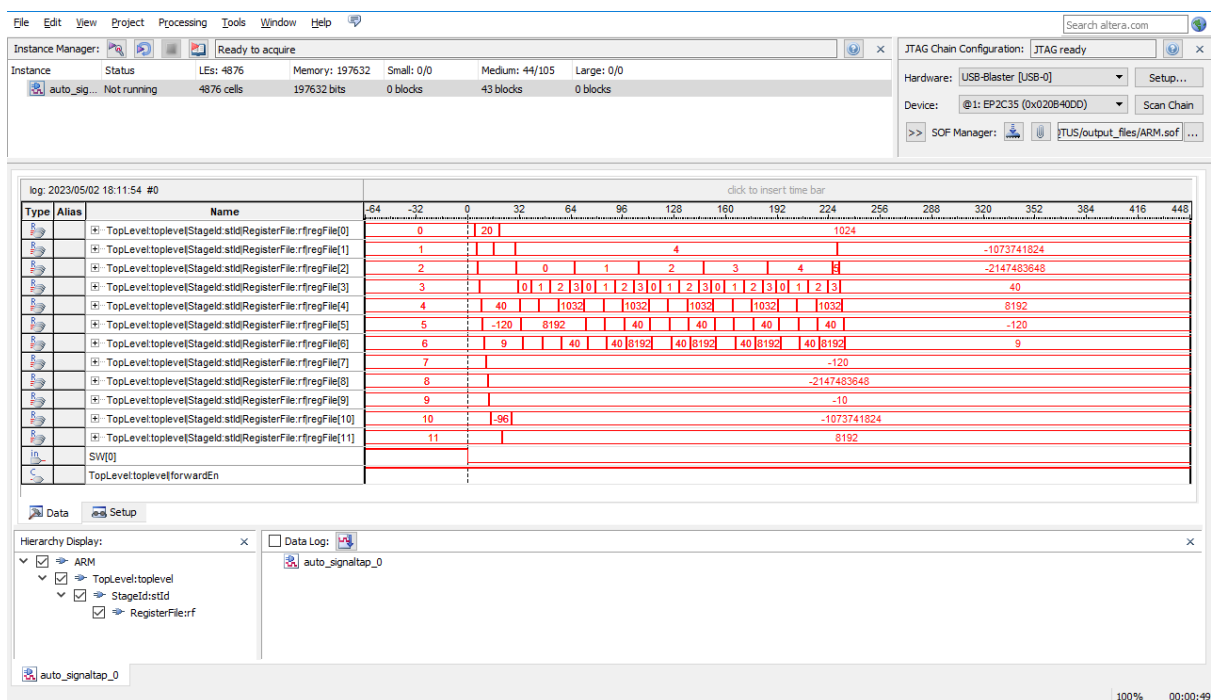 File Edit View Project Processing Tools Window Help Search altera.com
Instance Manager: Ready to acquire
Instance Status LEs: 4876 Memory: 197632 Small: 0/0 Medium: 44/105 Large: 0/0
auto_sig... Not running 4876 cells 197632 bits 0 blocks 43 blocks 0 blocks
JTAG Chain Configuration: JTAG ready
Hardware: USB-Blaster [USB-0] Setup...
Device: @1: EP2C35 (0x020B40DD) Scan Chain
>> SOF Manager: TUS/output_files/ARM.sof ...
log: 2023/05/02 18:11:54 #0 click to insert time bar
Type Alias Name -64 -32 0 32 64 96 128 160 192 224 256 288 320 352 384 416 448
TopLevel:toplevel|StageId:stId|RegisterFile:rf|regFile[0] 0 20 1024
TopLevel:toplevel|StageId:stId|RegisterFile:rf|regFile[1] 1 4 -1073741824
TopLevel:toplevel|StageId:stId|RegisterFile:rf|regFile[2] 2 0 1 2 3 4 5 -2147483648
TopLevel:toplevel|StageId:stId|RegisterFile:rf|regFile[3] 3 0 1 2 3 0 1 2 3 0 1 2 3 0 1 2 3 0 1 2 3 40
TopLevel:toplevel|StageId:stId|RegisterFile:rf|regFile[4] 4 40 1032 1032 1032 1032 1032 8192
TopLevel:toplevel|StageId:stId|RegisterFile:rf|regFile[5] 5 -120 8192 40 40 40 40 -120
TopLevel:toplevel|StageId:stId|RegisterFile:rf|regFile[6] 6 9 40 40 8192 40 8192 40 8192 40 8192 9
TopLevel:toplevel|StageId:stId|RegisterFile:rf|regFile[7] 7 -120
TopLevel:toplevel|StageId:stId|RegisterFile:rf|regFile[8] 8 -2147483648
TopLevel:toplevel|StageId:stId|RegisterFile:rf|regFile[9] 9 -10
TopLevel:toplevel|StageId:stId|RegisterFile:rf|regFile[10] 10 -96 -1073741824
TopLevel:toplevel|StageId:stId|RegisterFile:rf|regFile[11] 11 8192
SW[0]
TopLevel:toplevel|forwardEn
Data Setup
Hierarchy Display:
ARM
TopLevel:toplevel
StageId:stId
RegisterFile:rf
Data Log:
auto_signaltap_0
auto_signaltap_0
100% 00:00:49